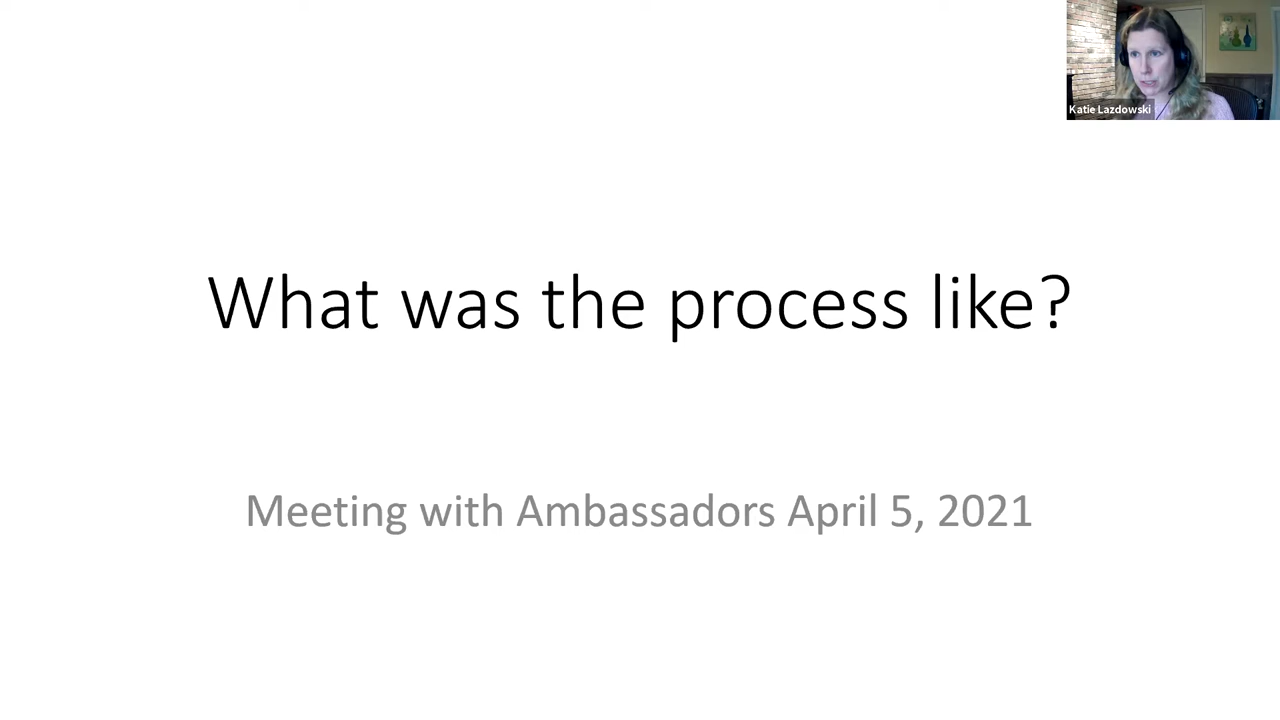 Katie Lazdowski
What was the process like?
Meeting with Ambassadors April 5, 2021